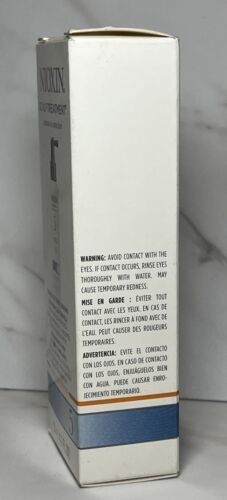 NIOXIN.
SCALP TREATMENT
WARNING: AVOID CONTACT WITH THE
EYES. IF CONTACT OCCURS, RINSE EYES
THOROUGHLY WITH WATER. MAY
CAUSE TEMPORARY REDNESS.
MISE EN GARDE : ÉVITER TOUT
CONTACT AVEC LES YEUX. EN CAS DE
CONTACT, LES RINCER À FOND AVEC DE
L'EAU. PEUT CAUSER DES ROUGEURS
TEMPORAIRES.
ADVERTENCIA: EVITE EL CONTACTO
CON LOS OJOS. EN CASO DE CONTACTO
CON LOS OJOS, ENJUÁGUELOS BIEN
CON AGUA. PUEDE CAUSAR ENRO-
JECIMIENTO TEMPORARIO.